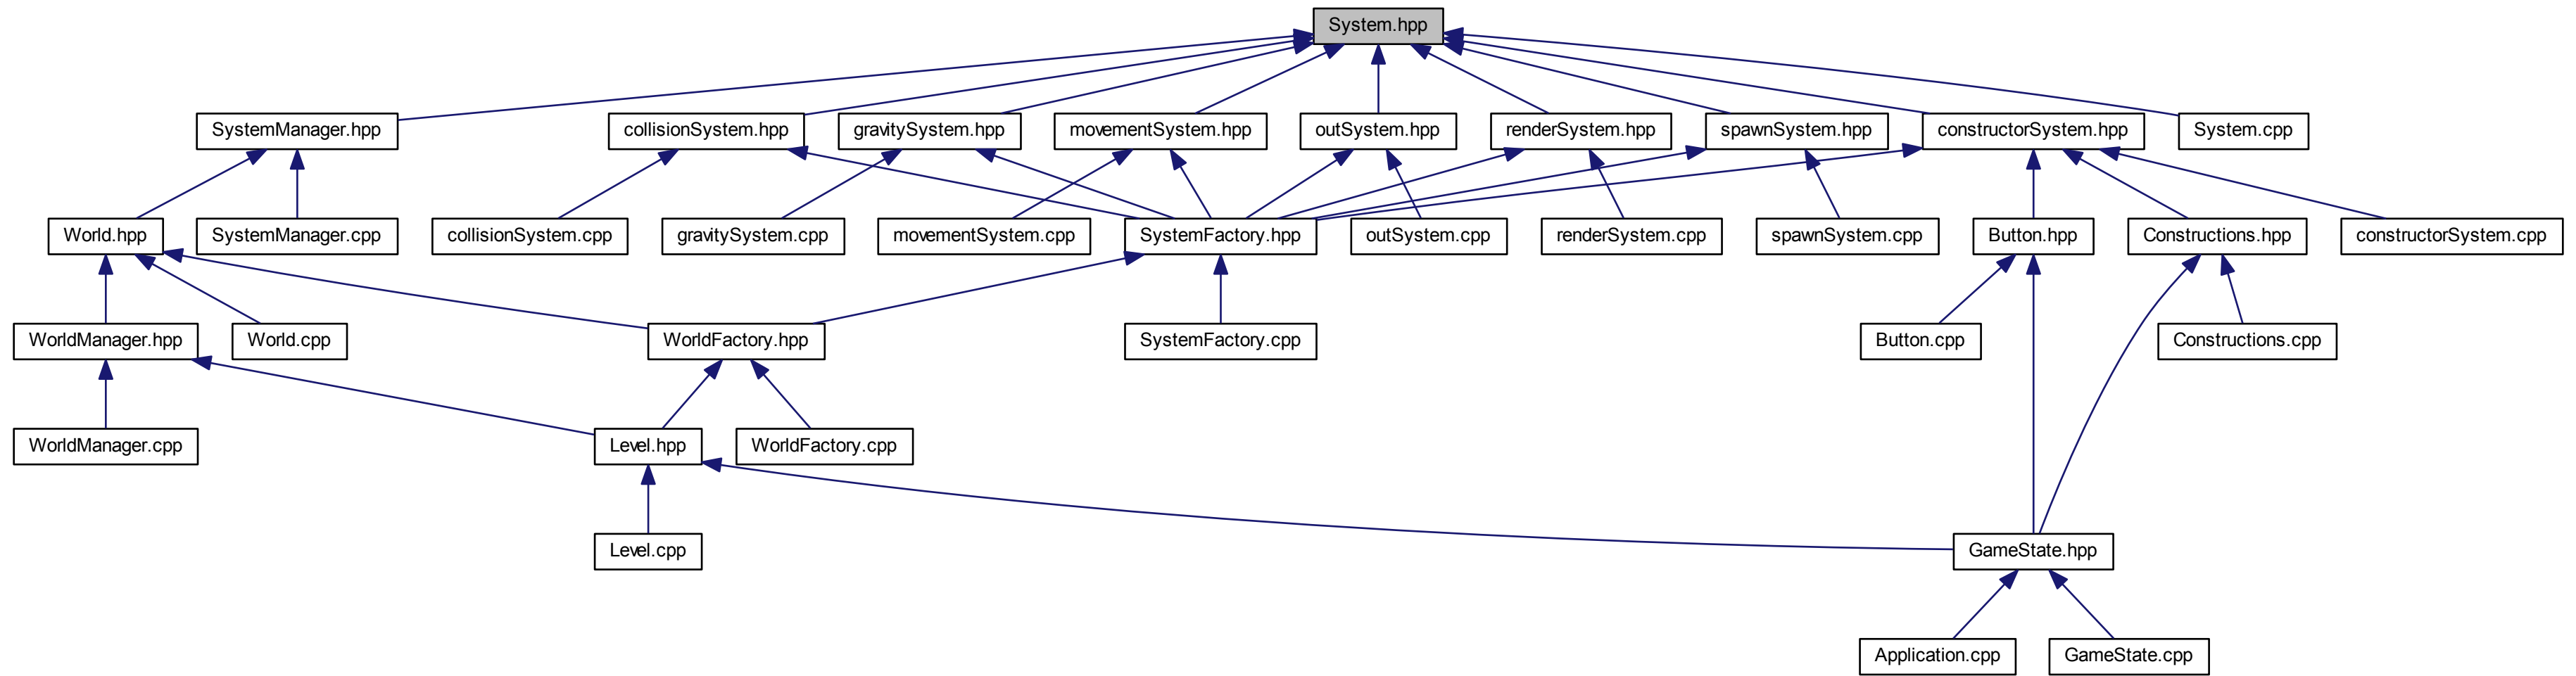 System.hpp
SystemManager.hpp
collisionSystem.hpp
gravitySystem.hpp
movementSystem.hpp
outSystem.hpp
renderSystem.hpp
spawnSystem.hpp
constructorSystem.hpp
System.cpp
World.hpp
SystemManager.cpp
collisionSystem.cpp
gravitySystem.cpp
movementSystem.cpp
SystemFactory.hpp
outSystem.cpp
renderSystem.cpp
spawnSystem.cpp
Button.hpp
Constructions.hpp
constructorSystem.cpp
WorldManager.hpp
World.cpp
WorldFactory.hpp
SystemFactory.cpp
Button.cpp
Constructions.cpp
WorldManager.cpp
Level.hpp
WorldFactory.cpp
Level.cpp
GameState.hpp
Application.cpp
GameState.cpp